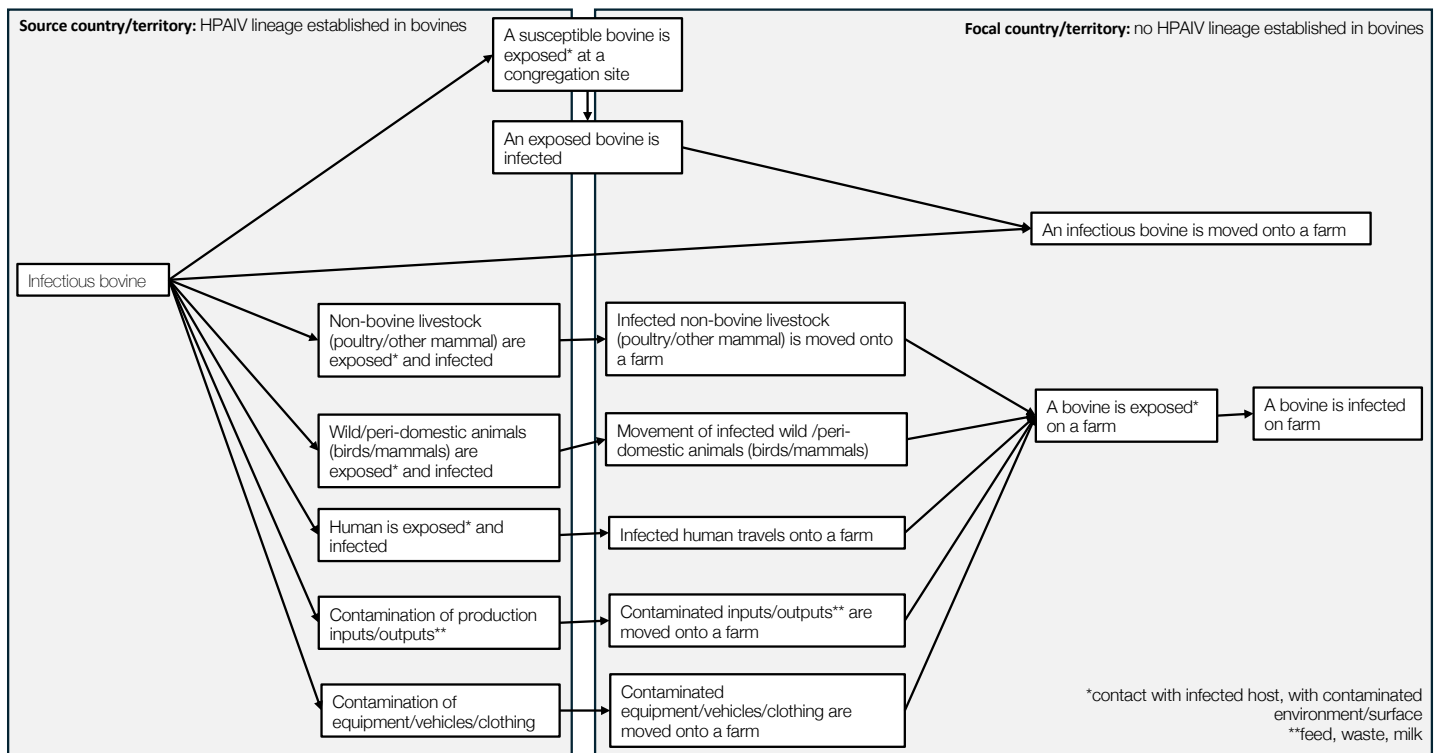 Source country/territory: HPAIV lineage established in bovines
A susceptible bovine is
exposed* at a
congregation site
Focal country/territory: no HPAIV lineage established in bovines
An exposed bovine is
infected
An infectious bovine is moved onto a farm
Infectious bovine
Non-bovine livestock
(poultry/other mammal) are
exposed* and infected
Infected non-bovine livestock
(poultry/other mammal) is moved onto
a farm
A bovine is exposed*
on a farm
A bovine is infected
on farm
Wild/peri-domestic animals
(birds/mammals) are
exposed* and infected
Movement of infected wild /peri-
domestic animals (birds/mammals)
Human is exposed* and
infected
Infected human travels onto a farm
Contamination of production
inputs/outputs**
Contaminated inputs/outputs** are
moved onto a farm
Contamination of
equipment/vehicles/clothing
Contaminated
equipment/vehicles/clothing are
moved onto a farm
*contact with infected host, with contaminated
environment/surface
**feed, waste, milk